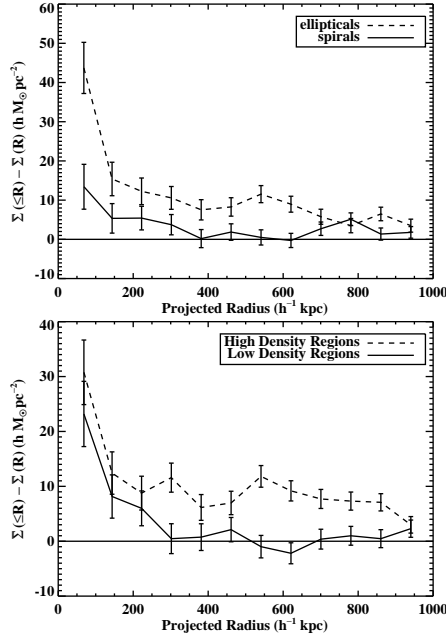 60
50
40
30
20
10
0
-10
Σ (≤R) − Σ (R) (h M⊙ pc−2)
ellipticals
spirals
0 200 400 600 800 1000
Projected Radius (h−1 kpc)
40
30
20
10
0
-10
Σ (≤R) − Σ (R) (h M⊙ pc−2)
High Density Regions
Low Density Regions
0 200 400 600 800 1000
Projected Radius (h−1 kpc)